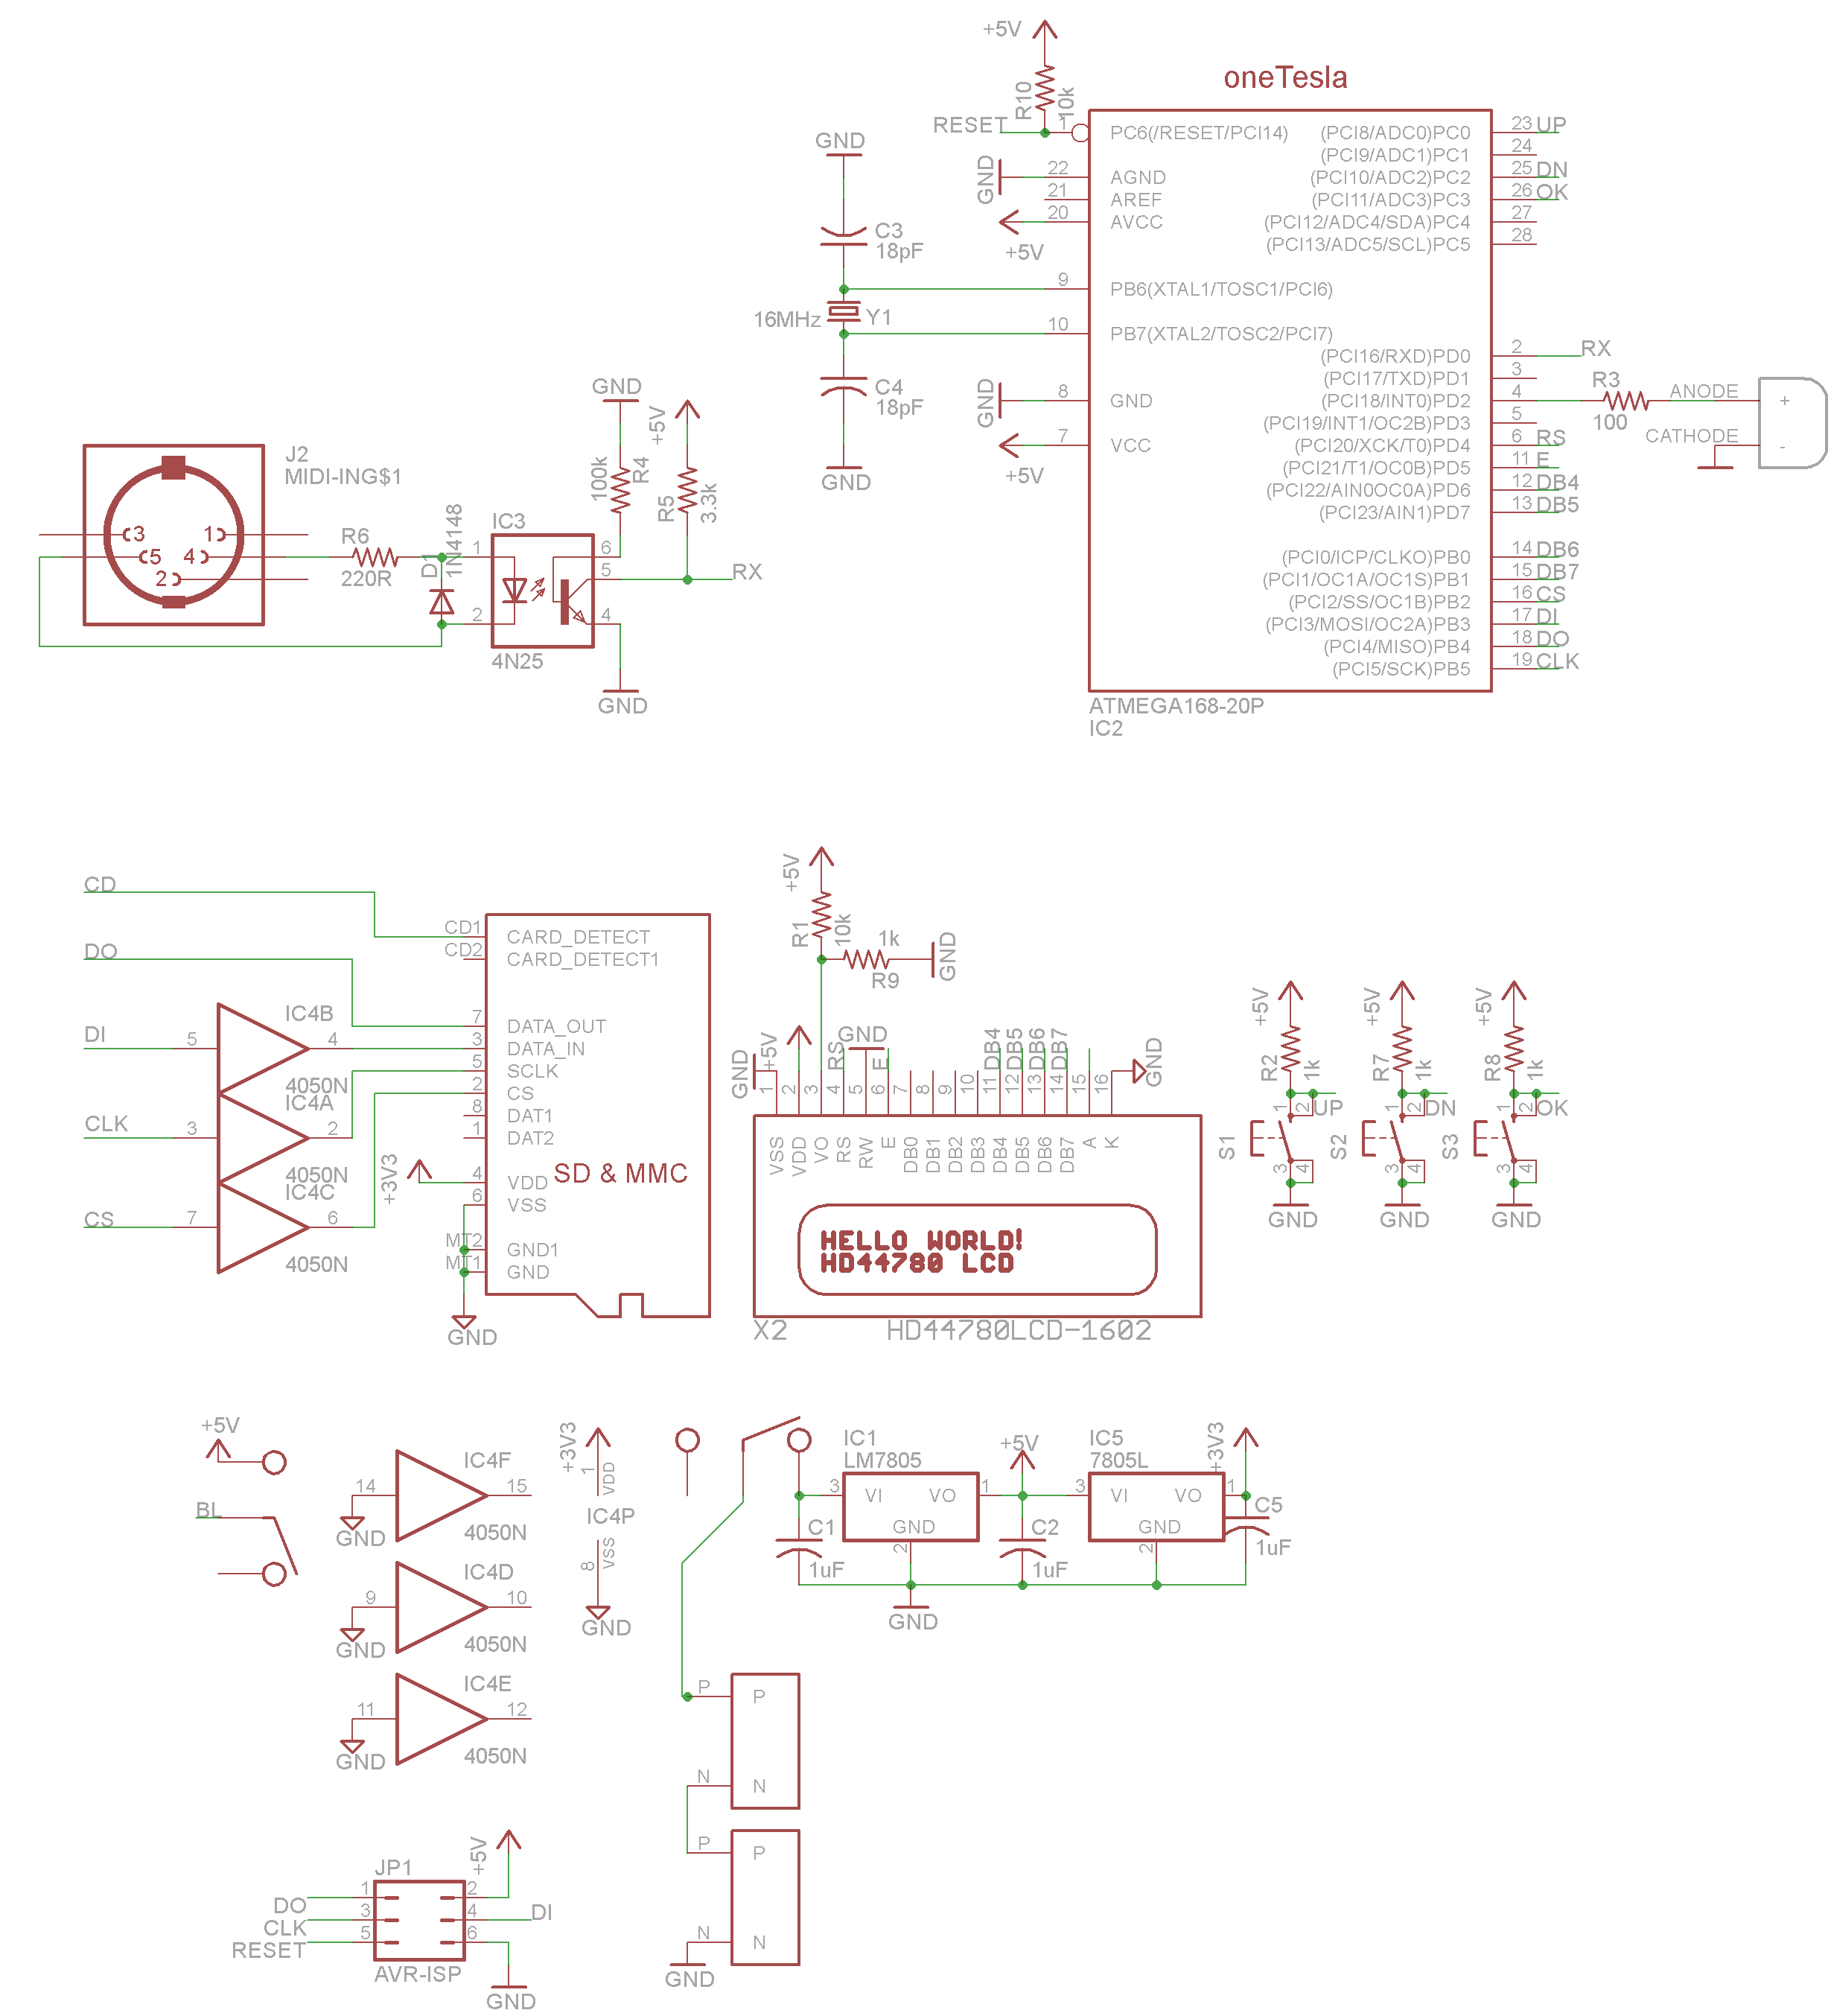 +5V
R10
10k
oneTesla
RESET
1
PC6(/RESET/PCI14)
(PCI8/ADC0)PC0
23
UP
(PCI9/ADC1)PC1
24
GND
22
AGND
(PCI10/ADC2)PC2
25
DN
21
AREF
(PCI11/ADC3)PC3
26
OK
20
AVCC
(PCI12/ADC4/SDA)PC4
27
+5V
(PCI13/ADC5/SCL)PC5
28
GND
C3
18pF
9
PB6(XTAL1/TOSC1/PCI6)
16MHz
Y1
10
PB7(XTAL2/TOSC2/PCI7)
C4
18pF
GND
(PCI16/RXD)PD0
2
RX
(PCI17/TXD)PD1
3
GND
8
GND
(PCI18/INT0)PD2
4
R3
100
ANODE
+
(PCI19/INT1/OC2B)PD3
5
CATHODE
-
7
VCC
+5V
(PCI20/XCK/T0)PD4
6
RS
(PCI21/T1/OC0B)PD5
11
E
(PCI22/AIN0OC0A)PD6
12
DB4
(PCI23/AIN1)PD7
13
DB5
(PCI0/ICP/CLKO)PB0
14
DB6
(PCI1/OC1A/OC1S)PB1
15
DB7
(PCI2/SS/OC1B)PB2
16
CS
(PCI3/MOSI/OC2A)PB3
17
DI
(PCI4/MISO)PB4
18
DO
(PCI5/SCK)PB5
19
CLK
ATMEGA168-20P
IC2
J2
MIDI-ING$1
3
1
5
4
2
R6
220R
D1
1N4148
IC3
1
2
6
5
4
4N25
GND
100k
R4
+5V
R5
3.3k
RX
GND
CD
DO
DI
CLK
CS
IC4B
5
4
4050N
IC4A
3
2
4050N
IC4C
7
6
4050N
CD1
CARD_DETECT
CD2
CARD_DETECT1
7
DATA_OUT
3
DATA_IN
5
SCLK
2
CS
8
DAT1
1
DAT2
+3V3
4
VDD
SD & MMC
6
VSS
MT2
GND1
MT1
GND
GND
+5V
R1
10k
1k
R9
GND
GND
+5V
RS
GND
E
DB4
DB5
DB6
DB7
GND
1
2
3
4
5
6
7
8
9
10
11
12
13
14
15
16
VSS
VDD
VO
RS
RW
E
DB0
DB1
DB2
DB3
DB4
DB5
DB6
DB7
A
K
HELLO WORLD!
HD44780 LCD
X2
HD44780LCD-1602
+5V
R2
1k
1
2
UP
S1
3
4
GND
+5V
R7
1k
1
2
DN
S2
3
4
GND
+5V
R8
1k
1
2
OK
S3
3
4
GND
+5V
BL
IC4F
14
15
GND
4050N
IC4D
9
10
GND
4050N
IC4E
11
12
GND
4050N
+3V3
1
VDD
IC4P
8
VSS
GND
IC1
LM7805
3
VI
VO
1
GND
2
C1
1uF
+5V
C2
1uF
IC5
7805L
3
VI
VO
1
GND
2
+3V3
C5
1uF
GND
P
P
N
N
P
P
N
N
GND
JP1
+5V
DO
1
2
CLK
3
4
DI
RESET
5
6
AVR-ISP
GND